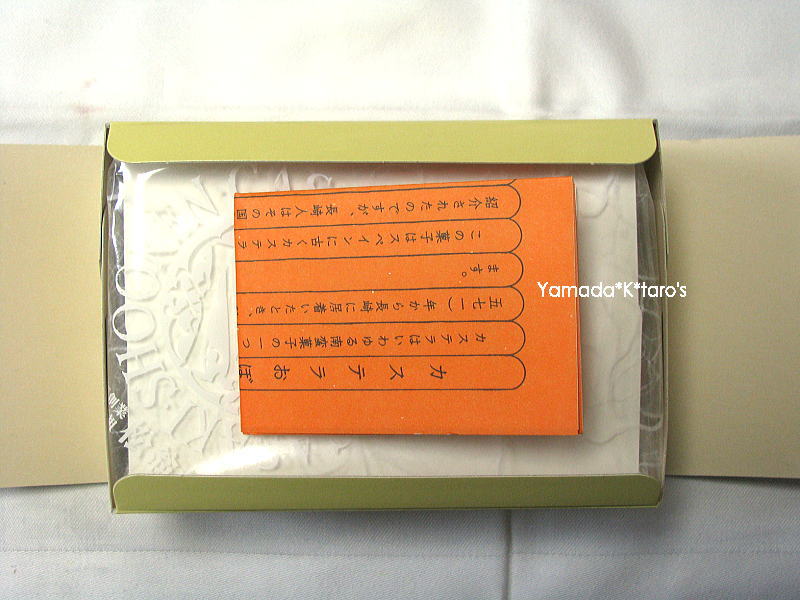 カステラおぼ
カステラはいわゆる南蛮菓子の一つ
五七一）年から長崎に居着いたとき、
ます。
この菓子はスペインに古くカステラ
紹介されたのですが、長崎人はその国
Yamada*K*taro's